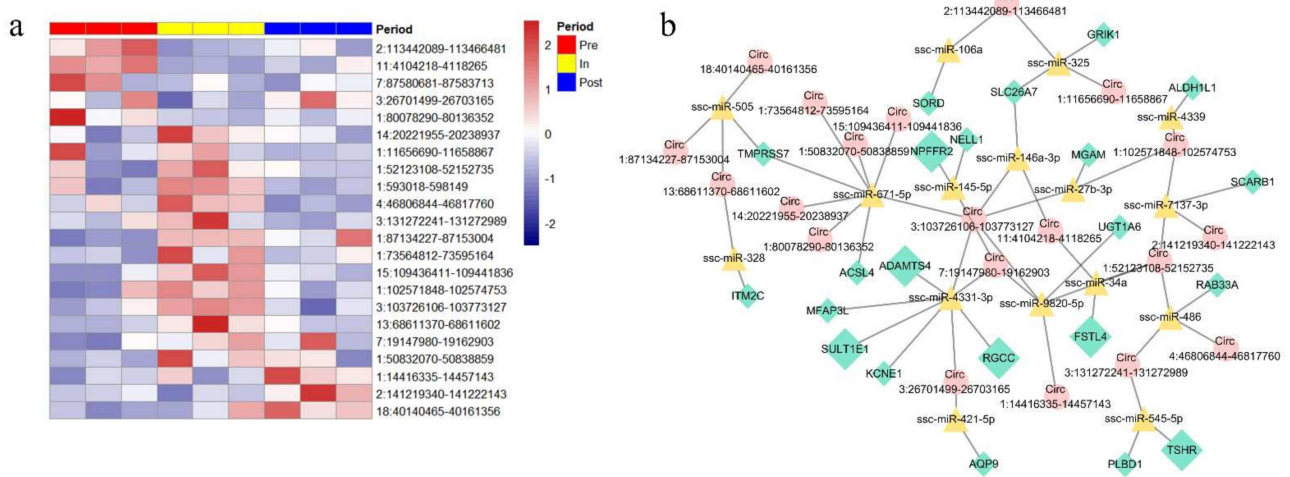 a
Period
2:113442089-113466481
11:4104218-4118265
7:87580681-87583713
3:26701499-26703165
1:80078290-80136352
14:20221955-20238937
1:11656690-11658867
1:52123108-52152735
1:593018-598149
4:46806844-46817760
3:131272241-131272989
1:87134227-87153004
1:73564812-73595164
15:109436411-109441836
1:102571848-102574753
3:103726106-103773127
13:68611370-68611602
7:19147980-19162903
1:50832070-50838859
1:14416335-14457143
2:141219340-141222143
18:40140465-40161356
2
1
0
-1
-2
Period
Pre
In
Post
b
2:113442089-113466481
ssc-miR-106a
GRIK1
ssc-miR-325
Circ
18:40140465-40161356
SLC26A7
Circ
1:11656690-11658867
ALDH1L1
SORD
ssc-miR-505
Circ
1:73564812-73595164
Circ
15:109436411-109441836
ssc-miR-4339
Circ
1:87134227-87153004
TMPRSS7
Circ
1:50832070-50838859
NPFFR2
NELL1
ssc-miR-146a-3p
MGAM
Circ
1:102571848-102574753
Circ
13:68611370-68611602
ssc-miR-671-5p
ssc-miR-145-5p
ssc-miR-27b-3p
SCARB1
Circ
14:20221955-20238937
ssc-miR-7137-3p
Circ
3:103726106-103773127
Circ
11:4104218-4118265
UGT1A6
Circ
1:80078290-80136352
Circ
2:141219340-141222143
ssc-miR-328
ACSL4
ADAMTS4
Circ
7:19147980-19162903
Circ
1:52123108-52152735
ITM2C
ssc-miR-34a
RAB33A
MFAP3L
ssc-miR-4331-3p
ssc-miR-9820-5p
ssc-miR-486
SULT1E1
FSTL4
RGCC
KCNE1
Circ
4:46806844-46817760
Circ
3:131272241-131272989
Circ
3:26701499-26703165
Circ
1:14416335-14457143
ssc-miR-421-5p
ssc-miR-545-5p
AQP9
PLBD1
TSHR